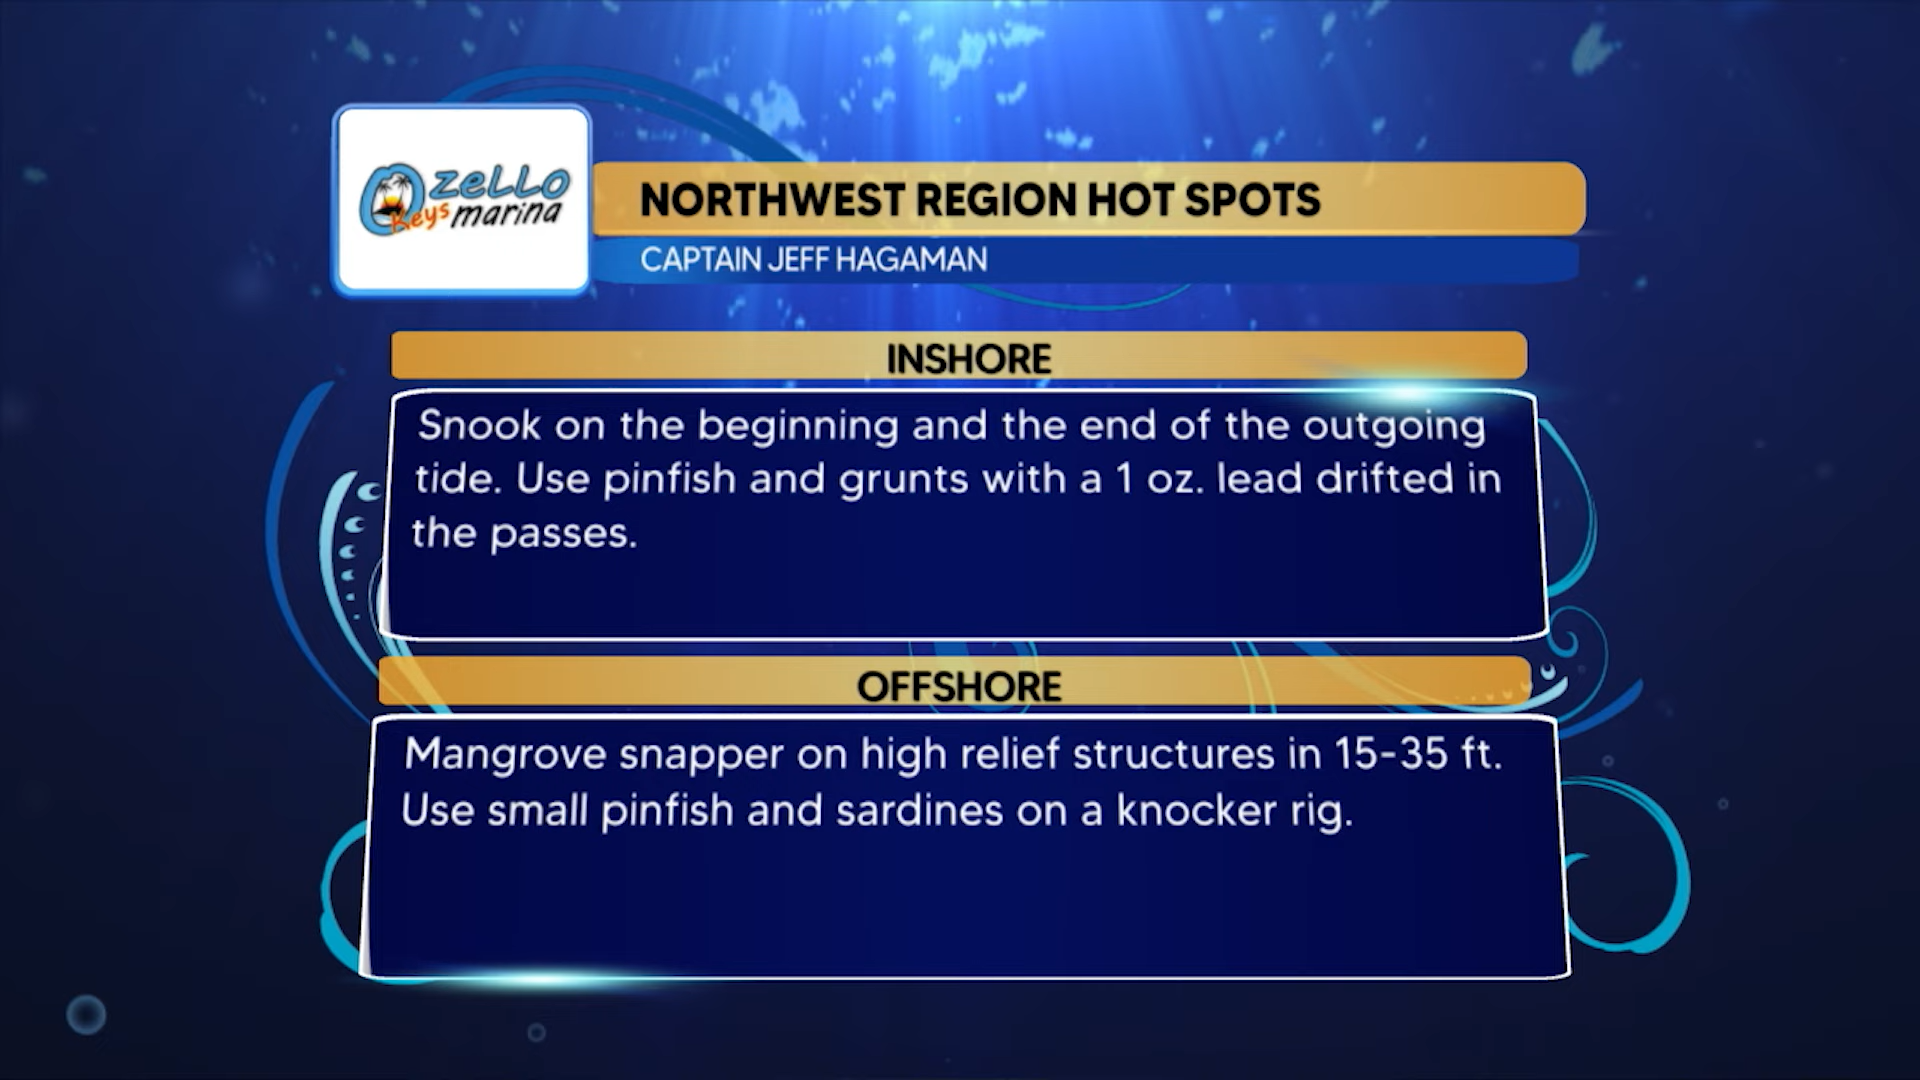 Ozello
Keys marina
NORTHWEST REGION HOT SPOTS
CAPTAIN JEFF HAGAMAN
INSHORE
Snook on the beginning and the end of the outgoing
tide. Use pinfish and grunts with a 1 oz. lead drifted in
the passes.
OFFSHORE
Mangrove snapper on high relief structures in 15-35 ft.
Use small pinfish and sardines on a knocker rig.